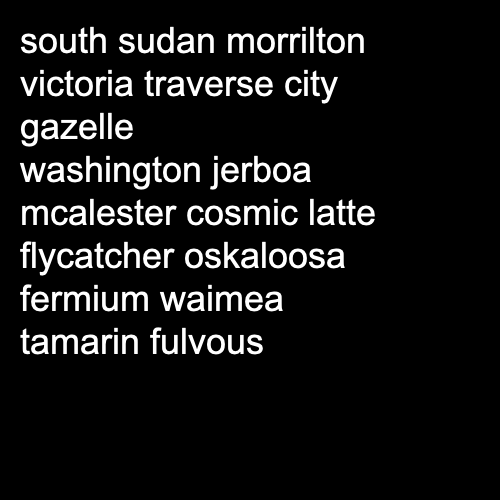 south sudan morrilton
victoria traverse city
gazelle
washington jerboa
mcalester cosmic latte
flycatcher oskaloosa
fermium waimea
tamarin fulvous